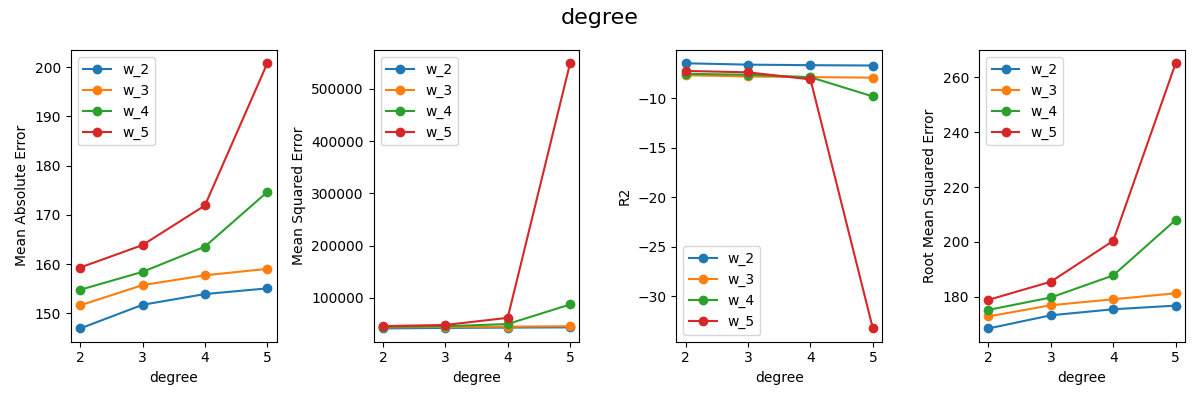 degree
Mean Absolute Error
200
190
180
170
160
150
w_2
w_3
w_4
w_5
2 3 4 5
degree
Mean Squared Error
500000
400000
300000
200000
100000
w_2
w_3
w_4
w_5
2 3 4 5
degree
R2
−10
−15
−20
−25
−30
w_2
w_3
w_4
w_5
2 3 4 5
degree
Root Mean Squared Error
260
240
220
200
180
w_2
w_3
w_4
w_5
2 3 4 5
degree